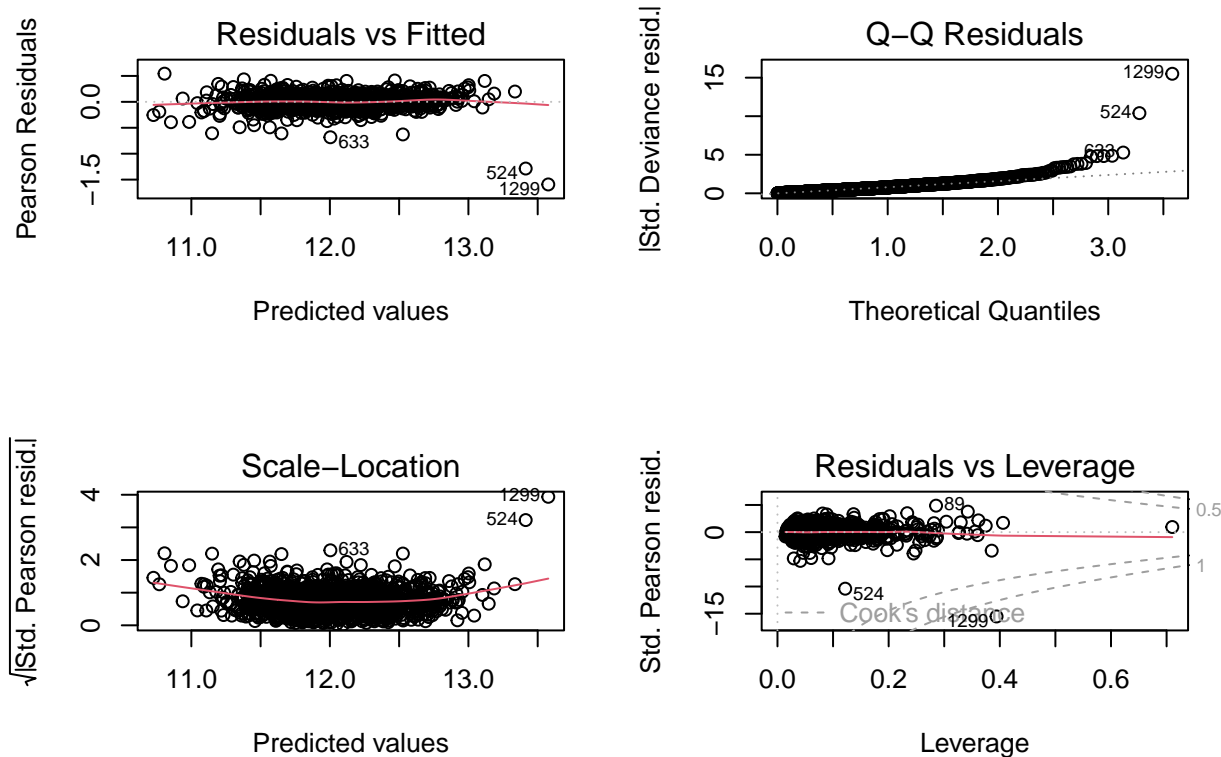 Residuals vs Fitted
Pearson Residuals
0.0
−1.5
633
524
1299
11.0 12.0 13.0
Predicted values
Q−Q Residuals
|Std. Deviance resid.|
15
5
0
1299
524
633
0.0 1.0 2.0 3.0
Theoretical Quantiles
Scale−Location
√|Std. Pearson resid.|
4
2
0
1299
524
633
11.0 12.0 13.0
Predicted values
Residuals vs Leverage
Std. Pearson resid.
0
−15
89
524
1299
Cook's distance
0.5
1
0.0 0.2 0.4 0.6
Leverage